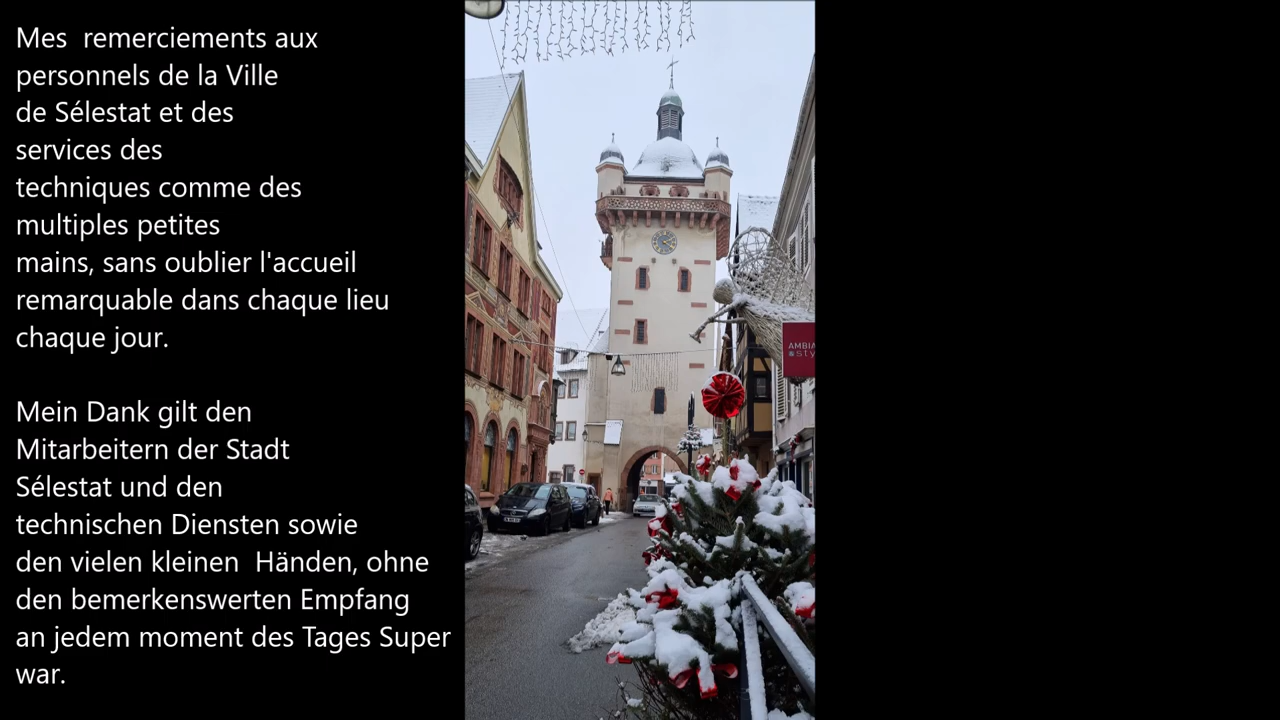 Mes  remerciements aux
personnels de la Ville
de Sélestat et des
services des
techniques comme des
multiples petites
mains, sans oublier l'accueil
remarquable dans chaque lieu
chaque jour.

Mein Dank gilt den
Mitarbeitern der Stadt
Sélestat und den
technischen Diensten sowie
den vielen kleinen  Händen, ohne
den bemerkenswerten Empfang
an jedem moment des Tages Super
war.
AMBIA
sty